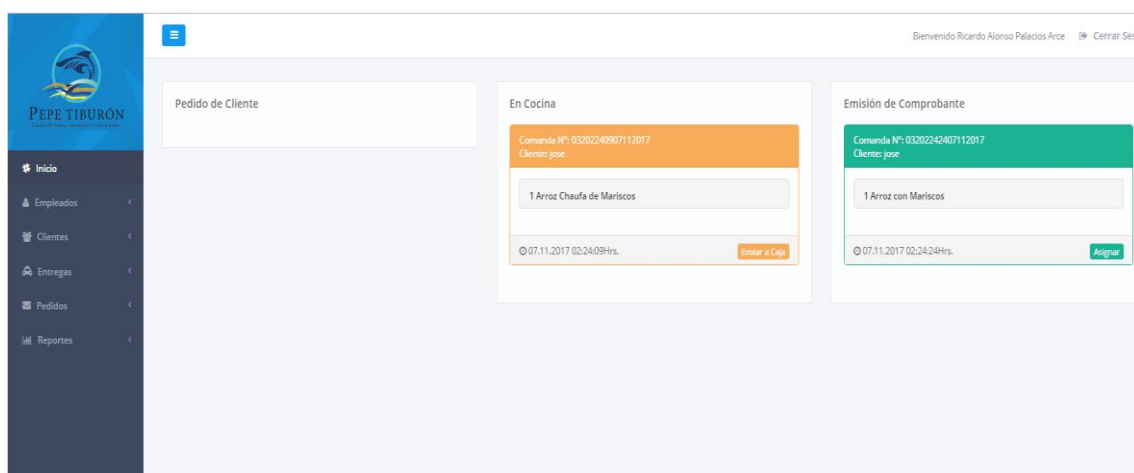 PEPE TIBURÓN
Inicio
Empleados
Clientes
Entregas
Pedidos
Reportes
Bienvenido Ricardo Alonso Palacios Arce
Cerrar Ses
Pedido de Cliente
En Cocina
Comanda Nº: 03202240907112017
Cliente: jose
1 Arroz Chaufa de Mariscos
07.11.2017 02:24:09Hrs.
Enviar a Caja
Emisión de Comprobante
Comanda Nº: 03202242407112017
Cliente: jose
1 Arroz con Mariscos
07.11.2017 02:24:24Hrs.
Asignar